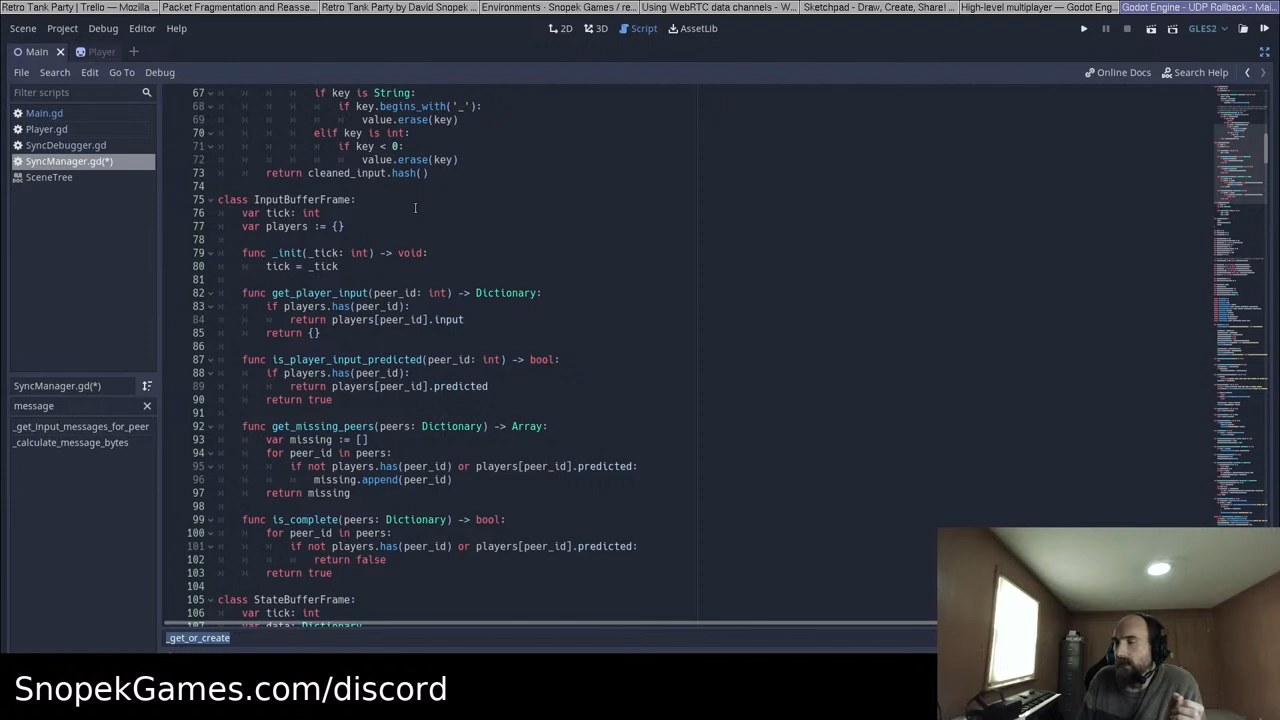 Retro Tank Party | Trello — Mozilla ...
Packet Fragmentation and Reasse...
Retro Tank Party by David Snopek ...
Environments · Snopek Games / re...
Using WebRTC data channels - W...
Sketchpad - Draw, Create, Share! ...
High-level multiplayer — Godot Eng...
Godot Engine - UDP Rollback - Mai...
Scene Project Debug Editor Help
2D 3D Script AssetLib
GLES2
Main
Player
File Search Edit Go To Debug
Online Docs Search Help
Filter scripts
Main.gd
Player.gd
SyncDebugger.gd
SyncManager.gd(*)
SceneTree
SyncManager.gd(*)
message
_get_input_messages_for_peer
_calculate_message_bytes
67 if key is String:
68 if key.begins_with('_'):
69 value.erase(key)
70 elif key is int:
71 if key < 0:
72 value.erase(key)
73 return cleaned_input.hash()
74
75 class InputBufferFrame:
76 var tick: int
77 var players := {}
78
79 func _init(_tick: int) -> void:
80 tick = _tick
81
82 func get_player_input(peer_id: int) -> Dictionary:
83 if players.has(peer_id):
84 return players[peer_id].input
85 return {}
86
87 func is_player_input_predicted(peer_id: int) -> bool:
88 if players.has(peer_id):
89 return players[peer_id].predicted
90 return true
91
92 func get_missing_peers(peers: Dictionary) -> Array:
93 var missing := []
94 for peer_id in peers:
95 if not players.has(peer_id) or players[peer_id].predicted:
96 missing.append(peer_id)
97 return missing
98
99 func is_complete(peers: Dictionary) -> bool:
100 for peer_id in peers:
101 if not players.has(peer_id) or players[peer_id].predicted:
102 return false
103 return true
104
105 class StateBufferFrame:
106 var tick: int
107 var data: Dictionary
_get_or_create
SnopekGames.com/discord